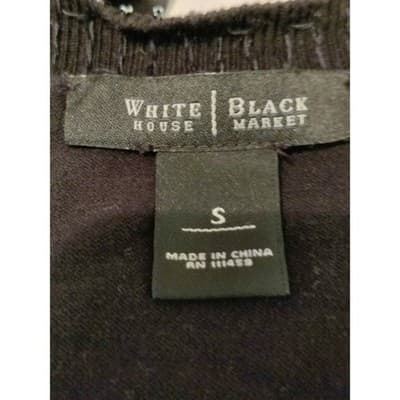 WHITE | BLACK
HOUSE | MARKET
S
MADE IN CHINA
RN 111459